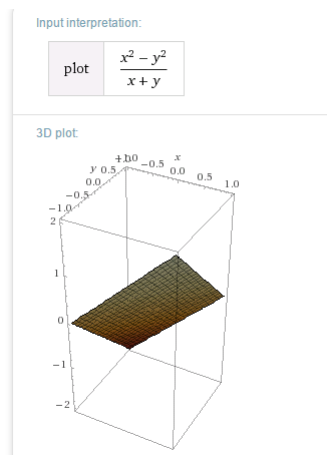 Input interpretation:
plot x² − y²
x + y
3D plot:
x
-0.5
0.0
0.5
1.0
y
0.5
0.0
-0.5
-1.0
2
1
0
-1
-2